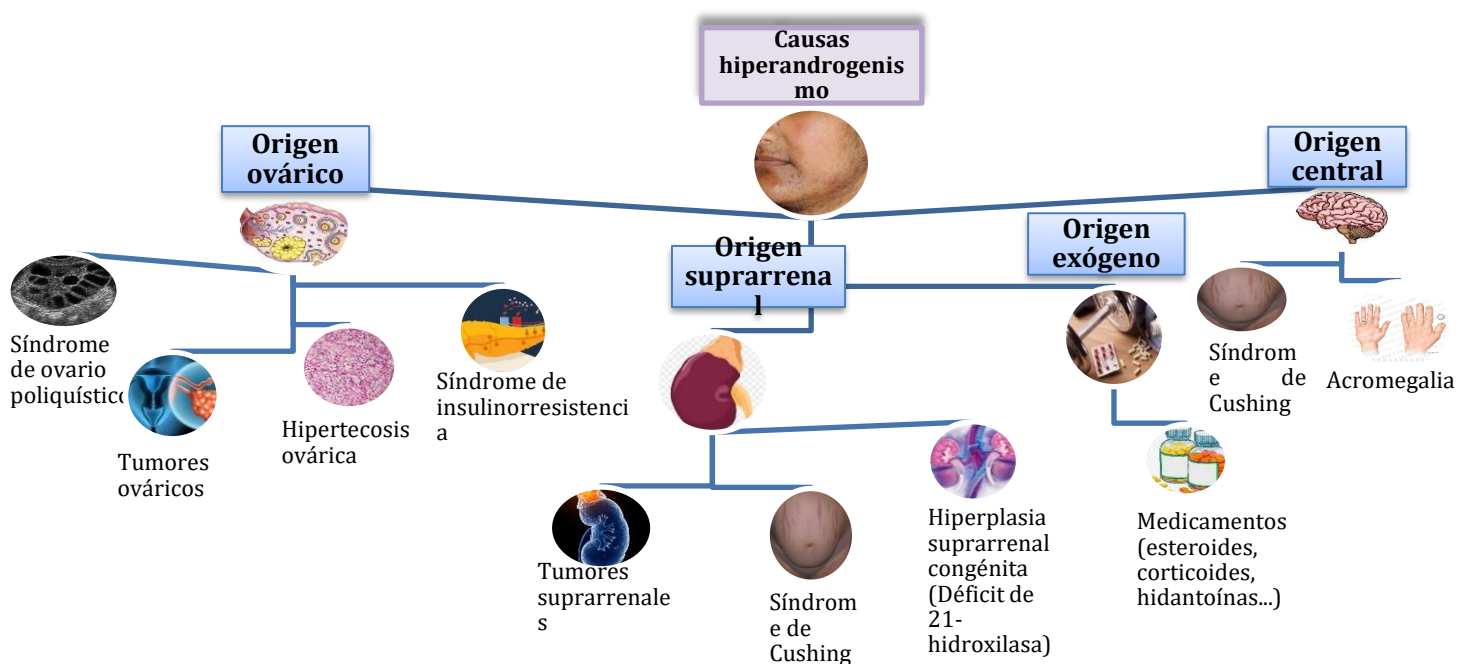 Causas
hiperandrogenis
mo
Origen
ovárico
Origen
central
Origen
suprarrena
l
Origen
exógeno
Síndrome
de ovario
poliquístico
Tumores
ováricos
Hipertecosis
ovárica
Síndrome de
insulinorresistenci
a
Síndrom
e de
Cushing
Acromegalia
Tumores
suprarrenale
s
Síndrom
e de
Cushing
Hiperplasia
suprarrenal
congénita
(Déficit de
21-
hidroxilasa)
Medicamentos
(esteroides,
corticoides,
hidantoínas...)